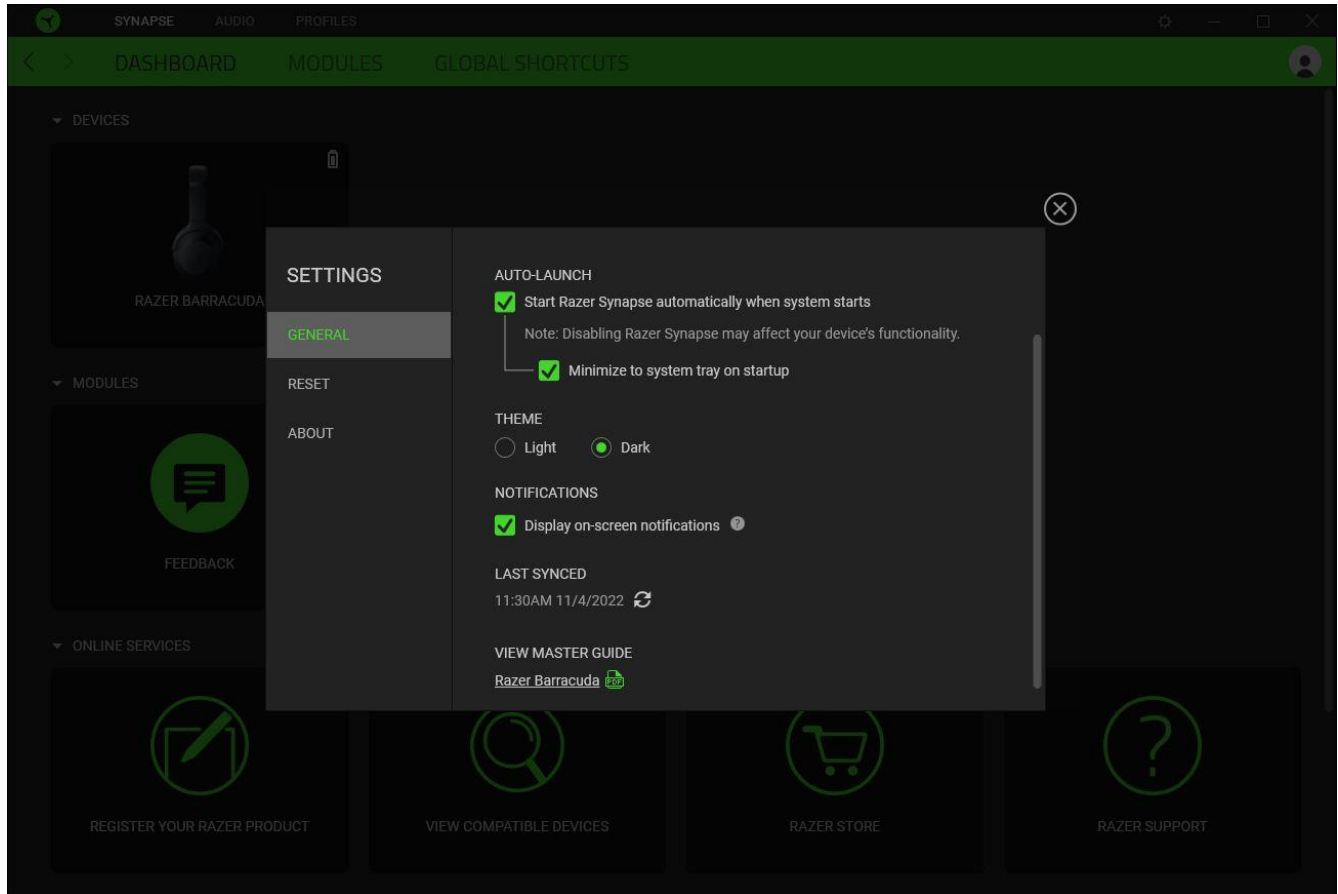 SYNAPSE AUDIO PROFILES
DASHBOARD MODULES GLOBAL SHORTCUTS
DEVICES
RAZER BARRACUDA
MODULES
FEEDBACK
ONLINE SERVICES
REGISTER YOUR RAZER PRODUCT
VIEW COMPATIBLE DEVICES
RAZER STORE
RAZER SUPPORT
SETTINGS
GENERAL
RESET
ABOUT
AUTO-LAUNCH
Start Razer Synapse automatically when system starts
Note: Disabling Razer Synapse may affect your device's functionality.
Minimize to system tray on startup
THEME
Light Dark
NOTIFICATIONS
Display on-screen notifications ?
LAST SYNCED
11:30AM 11/4/2022
VIEW MASTER GUIDE
Razer Barracuda PDF